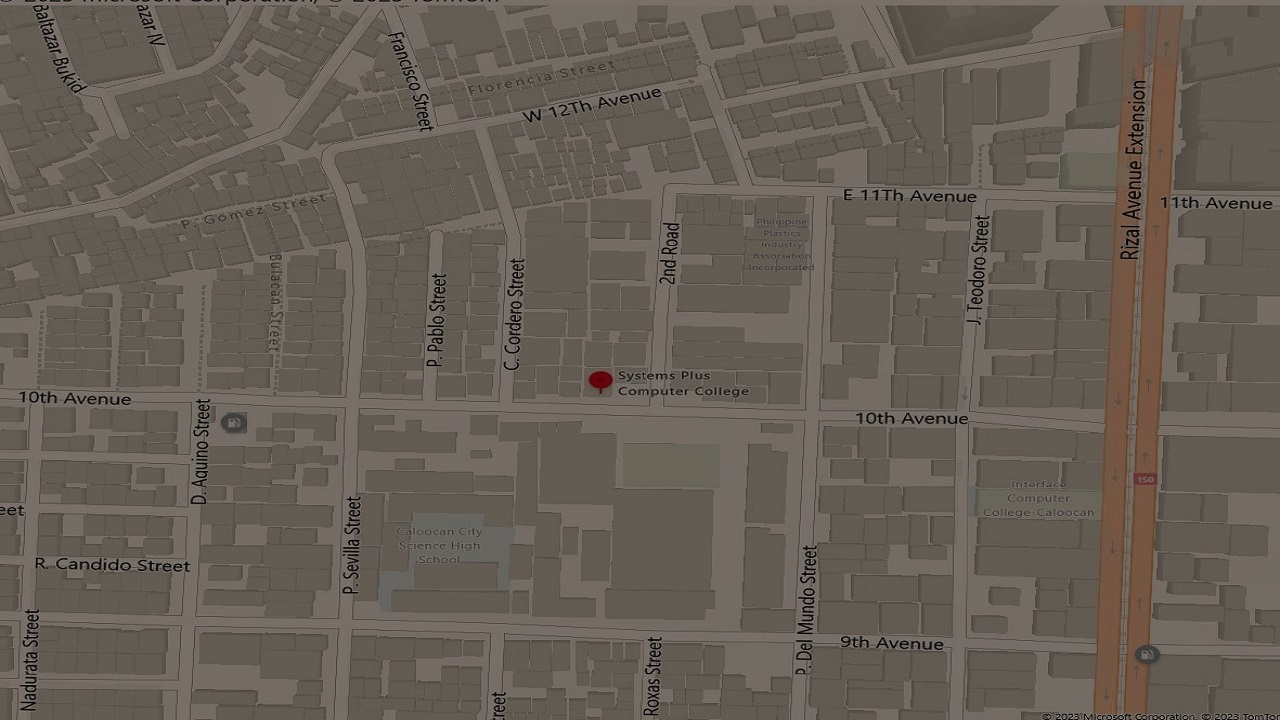 Baltazar Bukid
Francisco Street
Florencia Street
W 12Th Avenue
Rizal Avenue Extension
E 11Th Avenue
11th Avenue
P. Gomez Street
Philippine
Plastics
Industry
Association
Incorporated
2nd Road
J. Teodoro Street
Bulacan Street
P. Pablo Street
C. Cordero Street
Systems Plus
Computer College
10th Avenue
10th Avenue
D. Aquino Street
150
Interface
Computer
College-Caloocan
P. Sevilla Street
Caloocan City
Science High
School
R. Candido Street
P. Del Mundo Street
9th Avenue
Nadurata Street
Roxas Street
© 2023 Microsoft Corporation, © 2023 TomTom